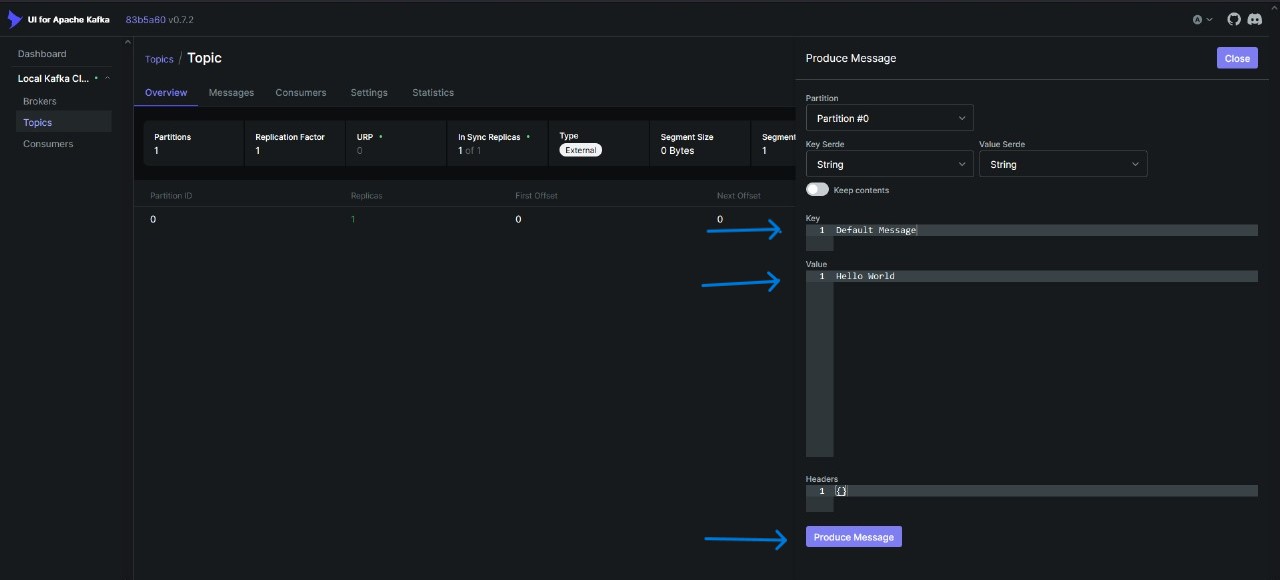 UI for Apache Kafka 83b5a60 v0.7.2
Dashboard
Local Kafka Cl...
Brokers
Topics
Consumers
Topics / Topic
Overview Messages Consumers Settings Statistics
Partitions Replication Factor URP In Sync Replicas Type Segment Size Segment
1 1 0 1 of 1 External 0 Bytes 1
Partition ID Replicas First Offset Next Offset
0 1 0 0
Produce Message Close
Partition
Partition #0
Key Serde Value Serde
String String
Keep contents
Key
1 Default Message
Value
1 Hello World
Headers
1 {}
Produce Message